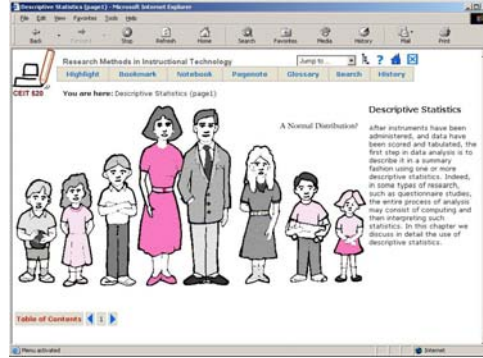 Descriptive Statistics (page1) - Microsoft Internet Explorer
File Edit View Favorites Tools Help
Back Forward Stop Refresh Home Search Favorites Media History Mail Print
Research Methods in Instructional Technology
Jump to ...
Highlight Bookmark Notebook Pagenote Glossary Search History
CEIT 620
You are here: Descriptive Statistics (page1)
Descriptive Statistics
A Normal Distribution?
After instruments have been
administered, and data have
been scored and tabulated, the
first step in data analysis is to
describe it in a summary
fashion using one or more
descriptive statistics. Indeed,
in some types of research,
such as questionnaire studies,
the entire process of analysis
may consist of computing and
then interpreting such
statistics. In this chapter we
discuss in detail the use of
descriptive statistics.
Table of Contents 1
Menu activated
Internet